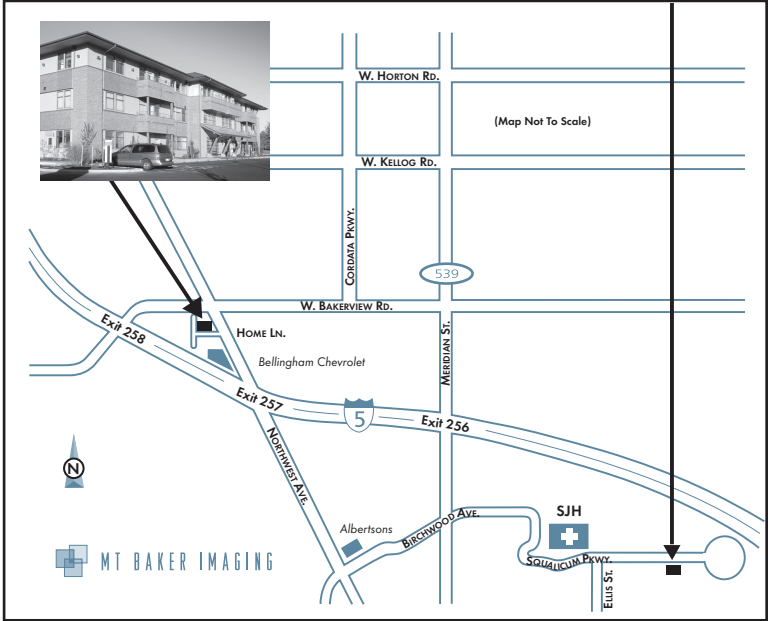 W. HORTON RD.
(Map Not To Scale)
W. KELLOG RD.
CORDATA PKWY.
539
W. BAKERVIEW RD.
Exit 258
HOME LN.
MERIDIAN ST.
Bellingham Chevrolet
Exit 257
5
Exit 256
NORTHWEST AVE.
N
Albertsons
BIRCHWOOD AVE.
SJH
SQUALICUM PKWY.
MT BAKER IMAGING
ELLIS ST.